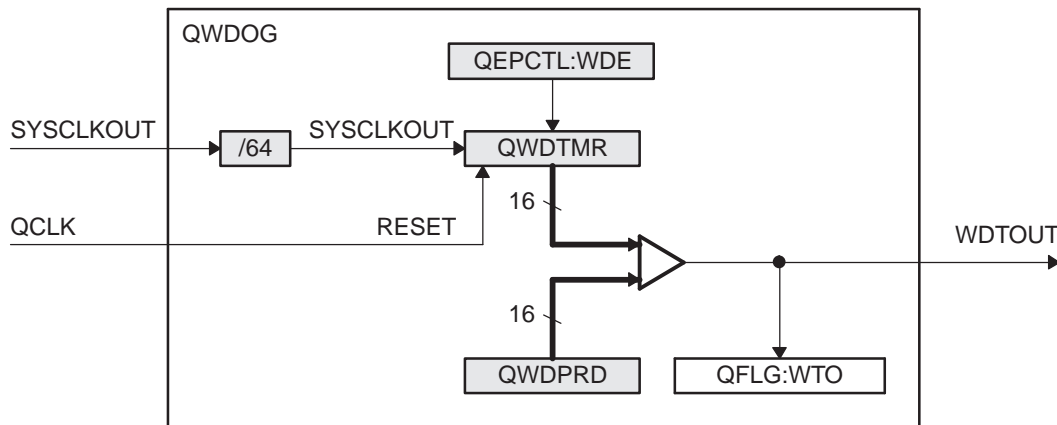 QWDOG
QEPCTL:WDE
SYSCLKOUT
/64
SYSCLKOUT
QWDTMR
16
QCLK
RESET
WDTOUT
16
QWDPRD
QFLG:WTO